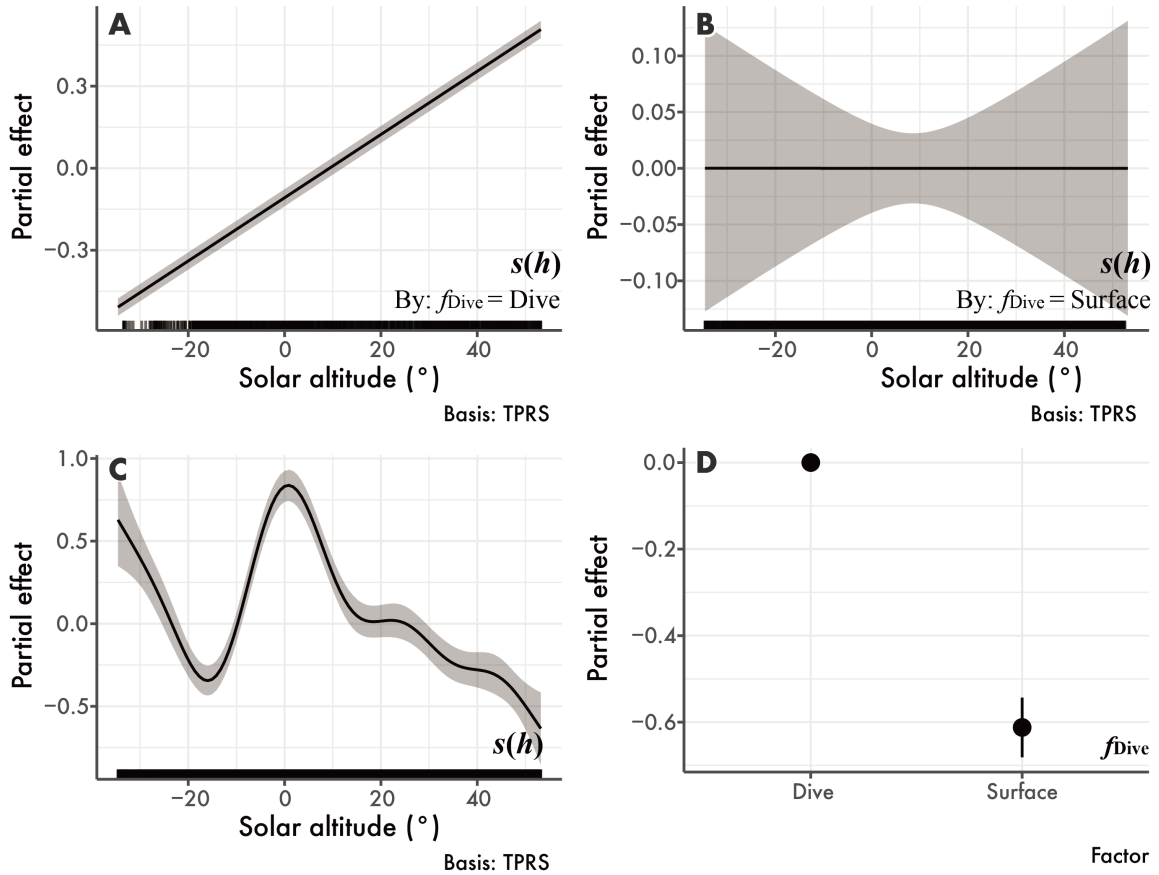 A
Partial effect
0.3
0.0
−0.3
s(h)
By: fDive = Dive
−20 0 20 40
Solar altitude (°)
Basis: TPRS
B
Partial effect
0.10
0.05
0.00
−0.05
−0.10
s(h)
By: fDive = Surface
−20 0 20 40
Solar altitude (°)
Basis: TPRS
C
Partial effect
1.0
0.5
0.0
−0.5
s(h)
−20 0 20 40
Solar altitude (°)
Basis: TPRS
D
Partial effect
0.0
−0.2
−0.4
−0.6
fDive
Dive Surface
Factor